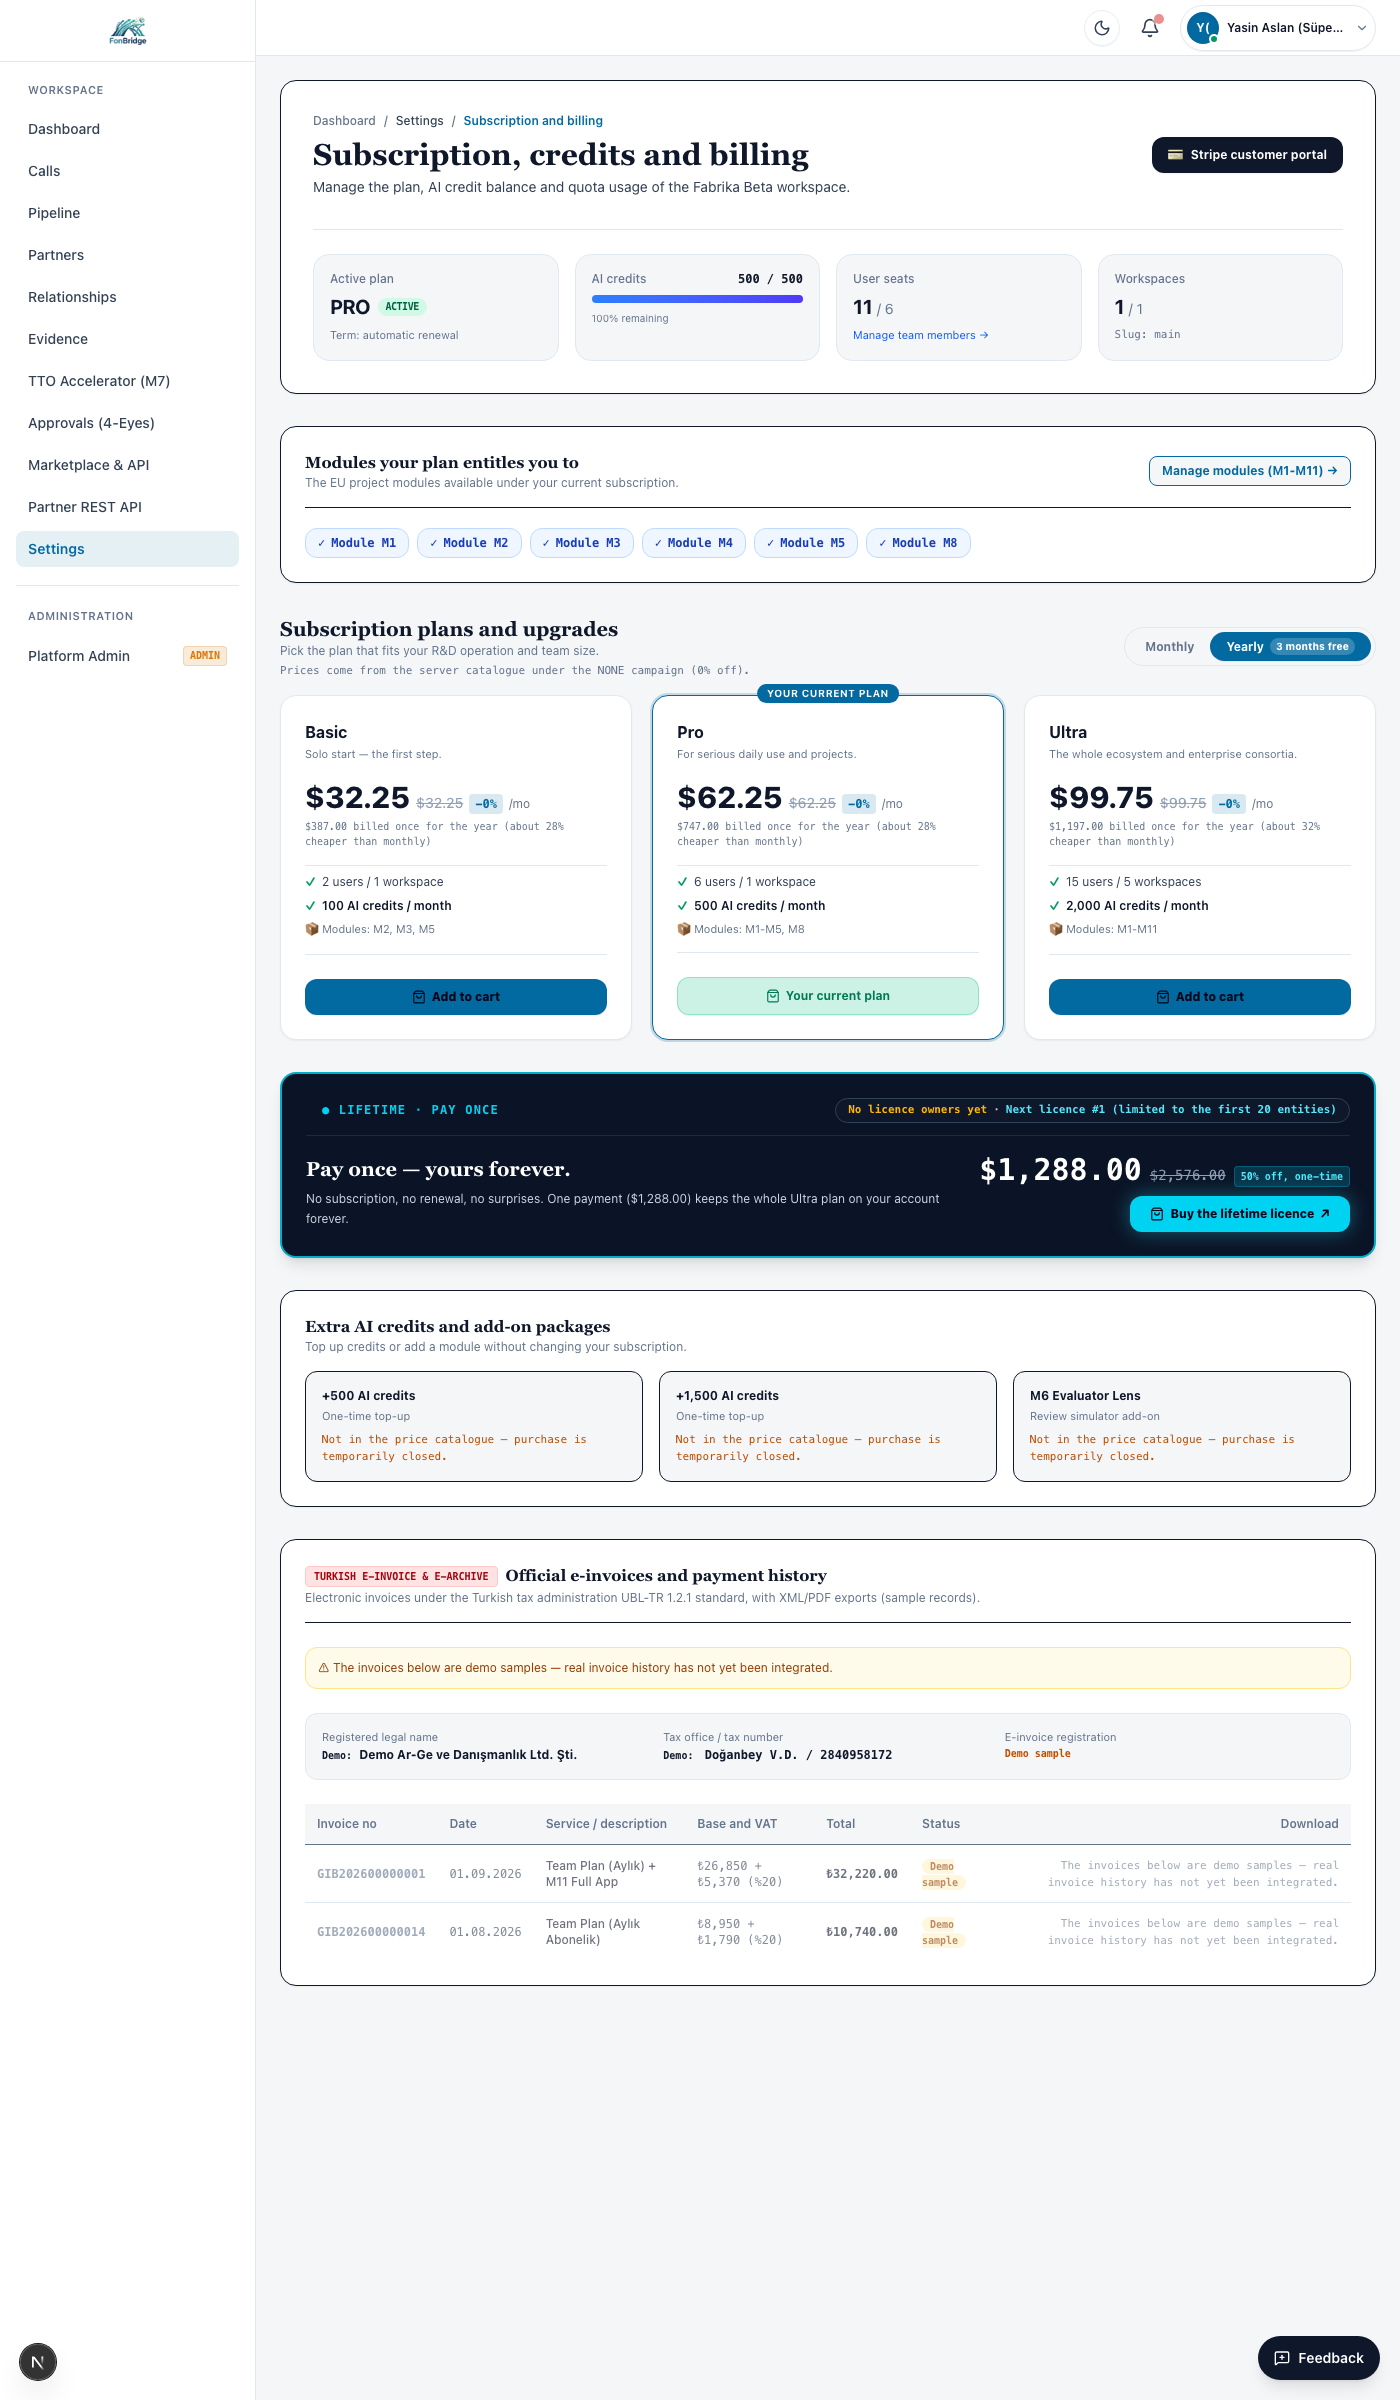 FonBridge
Y(
Yasin Aslan (Süpe...
WORKSPACE
Dashboard
Calls
Pipeline
Partners
Relationships
Evidence
TTO Accelerator (M7)
Approvals (4-Eyes)
Marketplace & API
Partner REST API
Settings
ADMINISTRATION
Platform Admin
ADMIN
Dashboard / Settings / Subscription and billing
Subscription, credits and billing
Manage the plan, AI credit balance and quota usage of the Fabrika Beta workspace.
Stripe customer portal
Active plan
PRO ACTIVE
Term: automatic renewal
AI credits 500 / 500
100% remaining
User seats
11 / 6
Manage team members →
Workspaces
1 / 1
Slug: main
Modules your plan entitles you to
The EU project modules available under your current subscription.
Manage modules (M1-M11) →
✓ Module M1
✓ Module M2
✓ Module M3
✓ Module M4
✓ Module M5
✓ Module M8
Subscription plans and upgrades
Pick the plan that fits your R&D operation and team size.
Prices come from the server catalogue under the NONE campaign (0% off).
Monthly
Yearly 3 months free
Basic
Solo start — the first step.
$32.25 $32.25 −0% /mo
$387.00 billed once for the year (about 28%
cheaper than monthly)
2 users / 1 workspace
100 AI credits / month
Modules: M2, M3, M5
Add to cart
YOUR CURRENT PLAN
Pro
For serious daily use and projects.
$62.25 $62.25 −0% /mo
$747.00 billed once for the year (about 28%
cheaper than monthly)
6 users / 1 workspace
500 AI credits / month
Modules: M1-M5, M8
Your current plan
Ultra
The whole ecosystem and enterprise consortia.
$99.75 $99.75 −0% /mo
$1,197.00 billed once for the year (about 32%
cheaper than monthly)
15 users / 5 workspaces
2,000 AI credits / month
Modules: M1-M11
Add to cart
● LIFETIME · PAY ONCE
No licence owners yet · Next licence #1 (limited to the first 20 entities)
Pay once — yours forever.
No subscription, no renewal, no surprises. One payment ($1,288.00) keeps the whole Ultra plan on your account
forever.
$1,288.00 $2,576.00 50% off, one-time
Buy the lifetime licence ↗
Extra AI credits and add-on packages
Top up credits or add a module without changing your subscription.
+500 AI credits
One-time top-up
Not in the price catalogue — purchase is
temporarily closed.
+1,500 AI credits
One-time top-up
Not in the price catalogue — purchase is
temporarily closed.
M6 Evaluator Lens
Review simulator add-on
Not in the price catalogue — purchase is
temporarily closed.
TURKISH E-INVOICE & E-ARCHIVE Official e-invoices and payment history
Electronic invoices under the Turkish tax administration UBL-TR 1.2.1 standard, with XML/PDF exports (sample records).
⚠ The invoices below are demo samples — real invoice history has not yet been integrated.
Registered legal name
Demo: Demo Ar-Ge ve Danışmanlık Ltd. Şti.
Tax office / tax number
Demo: Doğanbey V.D. / 2840958172
E-invoice registration
Demo sample
Invoice no Date Service / description Base and VAT Total Status Download
GIB202600000001 01.09.2026 Team Plan (Aylık) + M11 Full App ₺26,850 + ₺5,370 (%20) ₺32,220.00 Demo sample The invoices below are demo samples — real invoice history has not yet been integrated.
GIB202600000014 01.08.2026 Team Plan (Aylık Abonelik) ₺8,950 + ₺1,790 (%20) ₺10,740.00 Demo sample The invoices below are demo samples — real invoice history has not yet been integrated.
N
Feedback